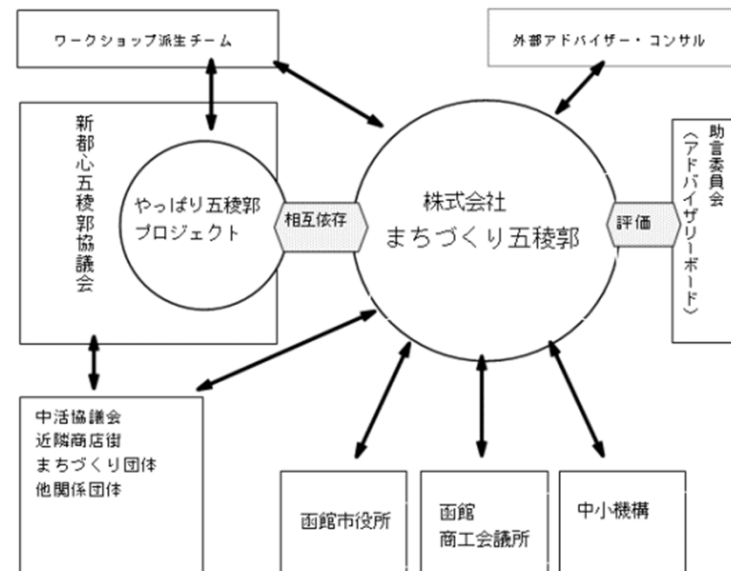 ワークショップ派生チーム
外部アドバイザー・コンサル
新都心五稜郭協議会
やっぱり五稜郭
プロジェクト
相互依存
株式会社
まちづくり五稜郭
評価
助言委員会
〈アドバイザリーボード〉
中活協議会
近隣商店街
まちづくり団体
他関係団体
函館市役所
函館
商工会議所
中小機構